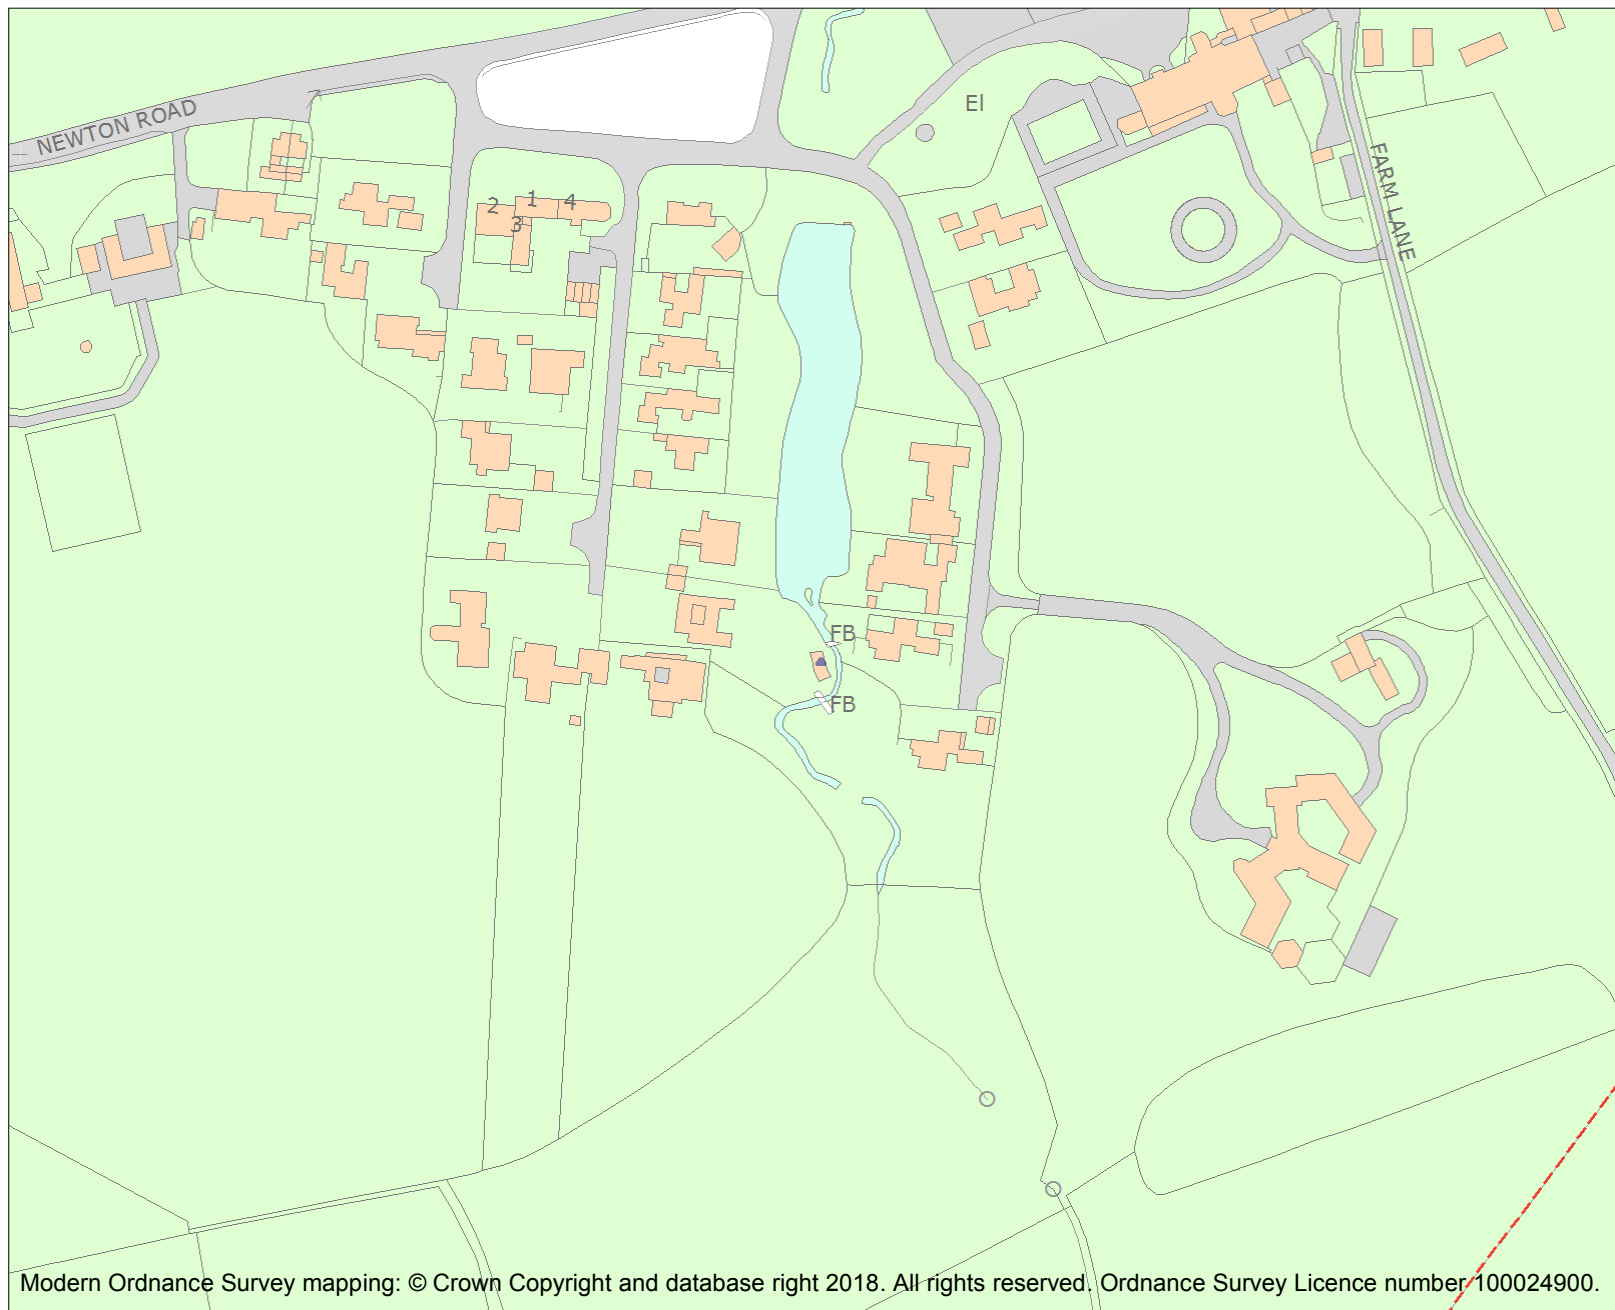 NEWTON ROAD
El
FARM LANE
2
1
4
3
FB
FB
Modern Ordnance Survey mapping: © Crown Copyright and database right 2018. All rights reserved. Ordnance Survey Licence number 100024900.